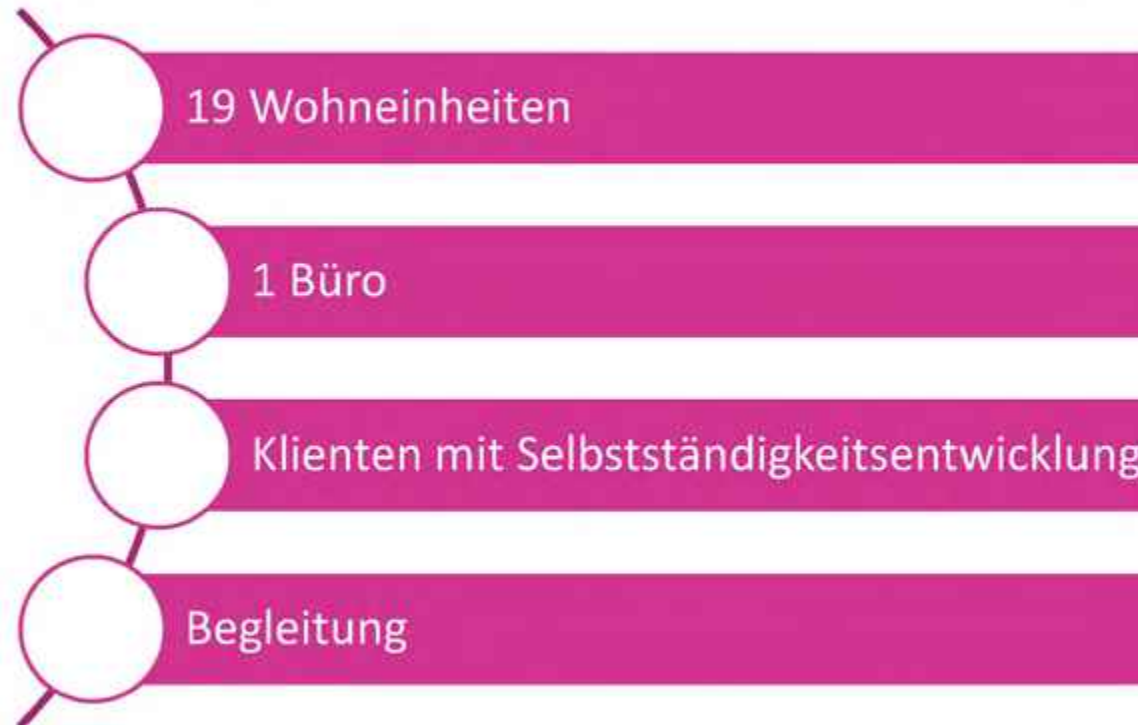 19 Wohneinheiten
1 Büro
Klienten mit Selbstständigkeitsentwicklung
Begleitung